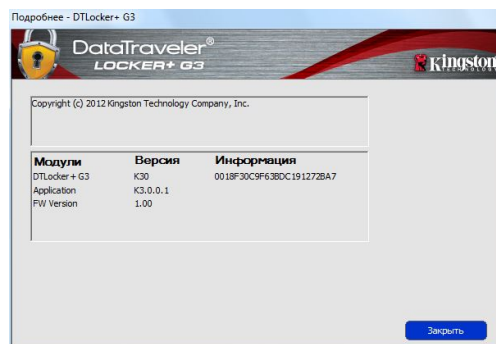 Подробнее - DTLocker+ G3
DataTraveler®
LOCKER+ G3
Kingston
TECHNOLOGY
Copyright (c) 2012 Kingston Technology Company, Inc.
Модули Версия Информация
DTLocker+ G3 K30 0018F30C9F63BDC191272BA7
Application K3.0.0.1
FW Version 1.00
Закрыть